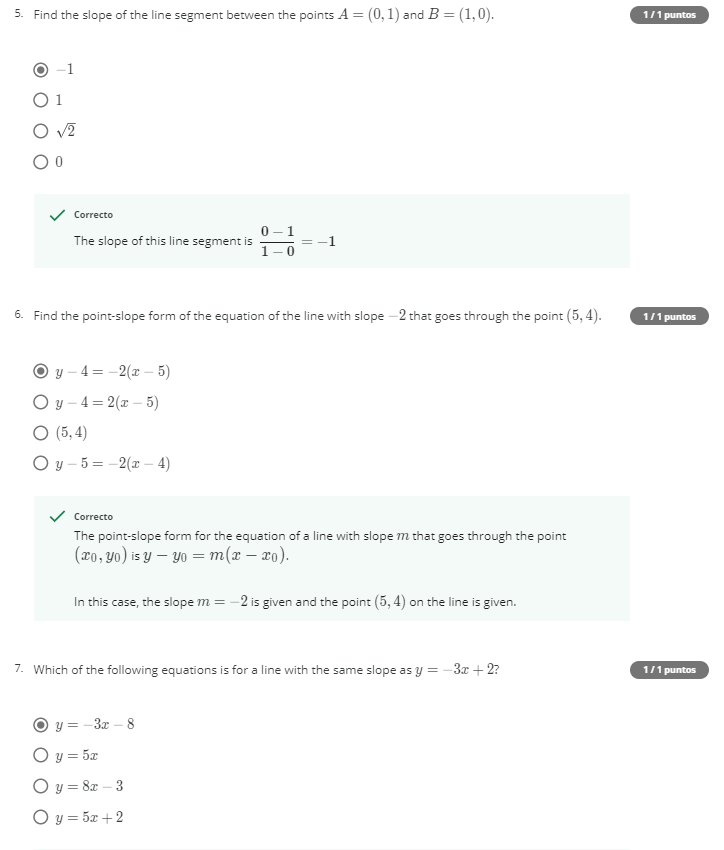 5. Find the slope of the line segment between the points A = (0, 1) and B = (1, 0).
1 / 1 puntos
−1
1
√2
0
Correcto
The slope of this line segment is (0 − 1)/(1 − 0) = −1
6. Find the point-slope form of the equation of the line with slope −2 that goes through the point (5, 4).
1 / 1 puntos
y − 4 = −2(x − 5)
y − 4 = 2(x − 5)
(5, 4)
y − 5 = −2(x − 4)
Correcto
The point-slope form for the equation of a line with slope m that goes through the point
(x₀, y₀) is y − y₀ = m(x − x₀).
In this case, the slope m = −2 is given and the point (5, 4) on the line is given.
7. Which of the following equations is for a line with the same slope as y = −3x + 2?
1 / 1 puntos
y = −3x − 8
y = 5x
y = 8x − 3
y = 5x + 2